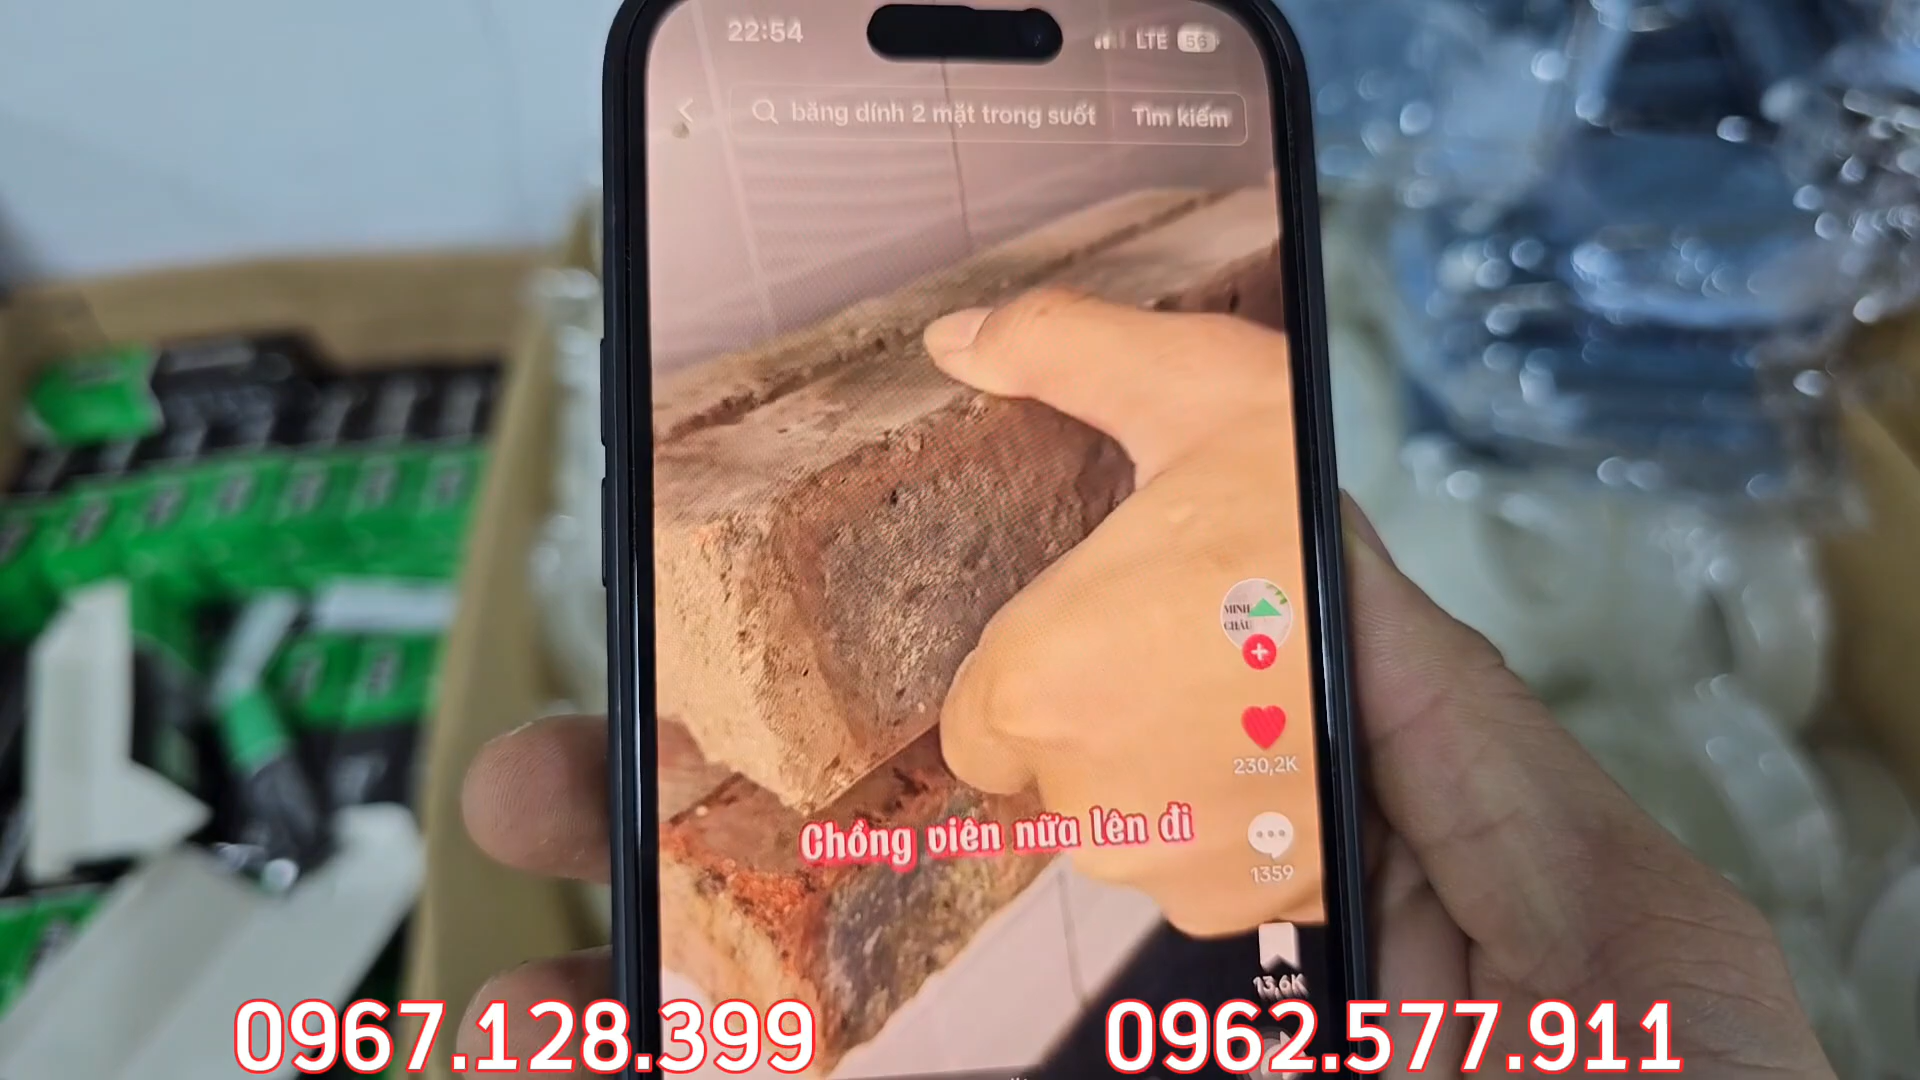 22:54
LTE 56
băng dính 2 mặt trong suốt Tìm kiếm
MINH
CHÂU
230,2K
Chồng viên nữa lên đi
1359
13,6K
0967.128.399 0962.577.911